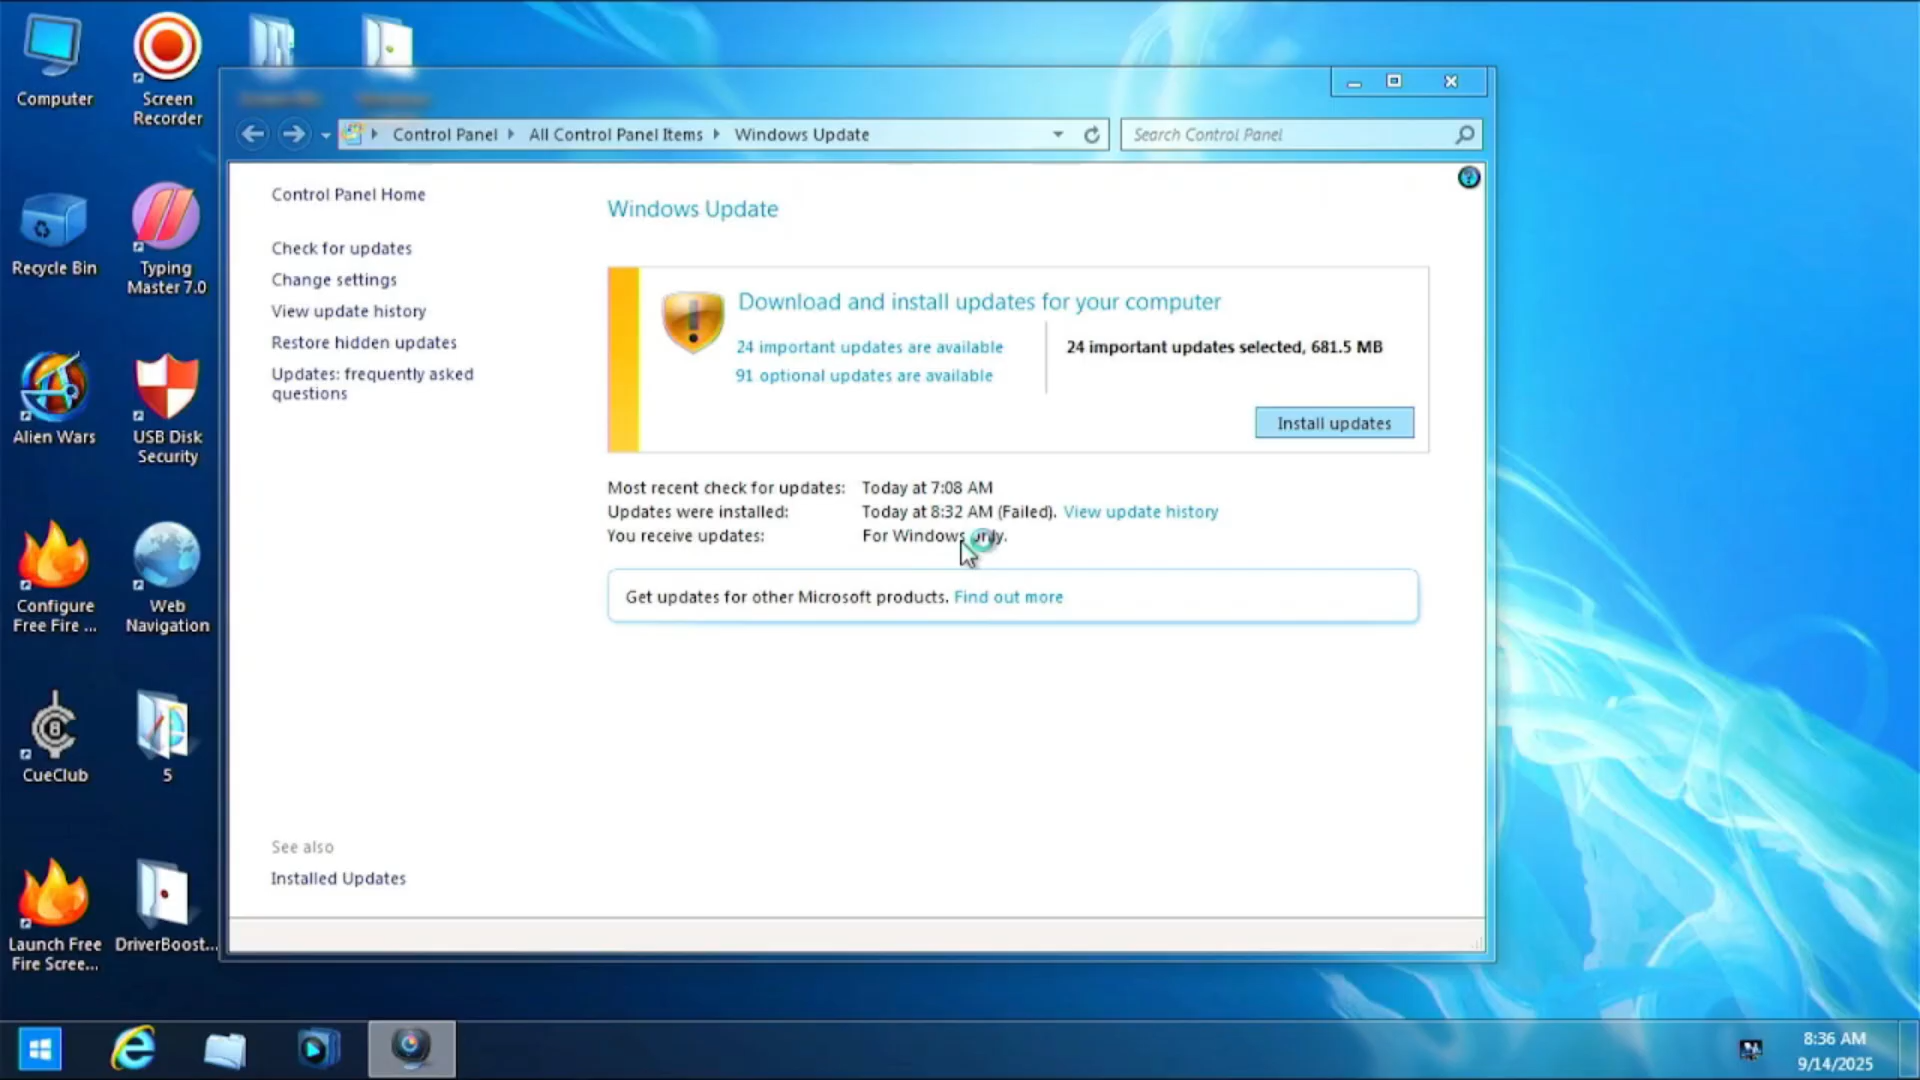 Computer
Screen
Recorder
Recycle Bin
Typing
Master 7.0
Alien Wars
USB Disk
Security
Configure
Free Fire ...
Web
Navigation
CueClub
5
Launch Free
Fire Scree...
DriverBoost...
Control Panel
All Control Panel Items
Windows Update
Search Control Panel
Control Panel Home
Check for updates
Change settings
View update history
Restore hidden updates
Updates: frequently asked
questions
See also
Installed Updates
Windows Update
Download and install updates for your computer
24 important updates are available
91 optional updates are available
24 important updates selected, 681.5 MB
Install updates
Most recent check for updates: Today at 7:08 AM
Updates were installed: Today at 8:32 AM (Failed). View update history
You receive updates: For Windows only.
Get updates for other Microsoft products. Find out more
8:36 AM
9/14/2025